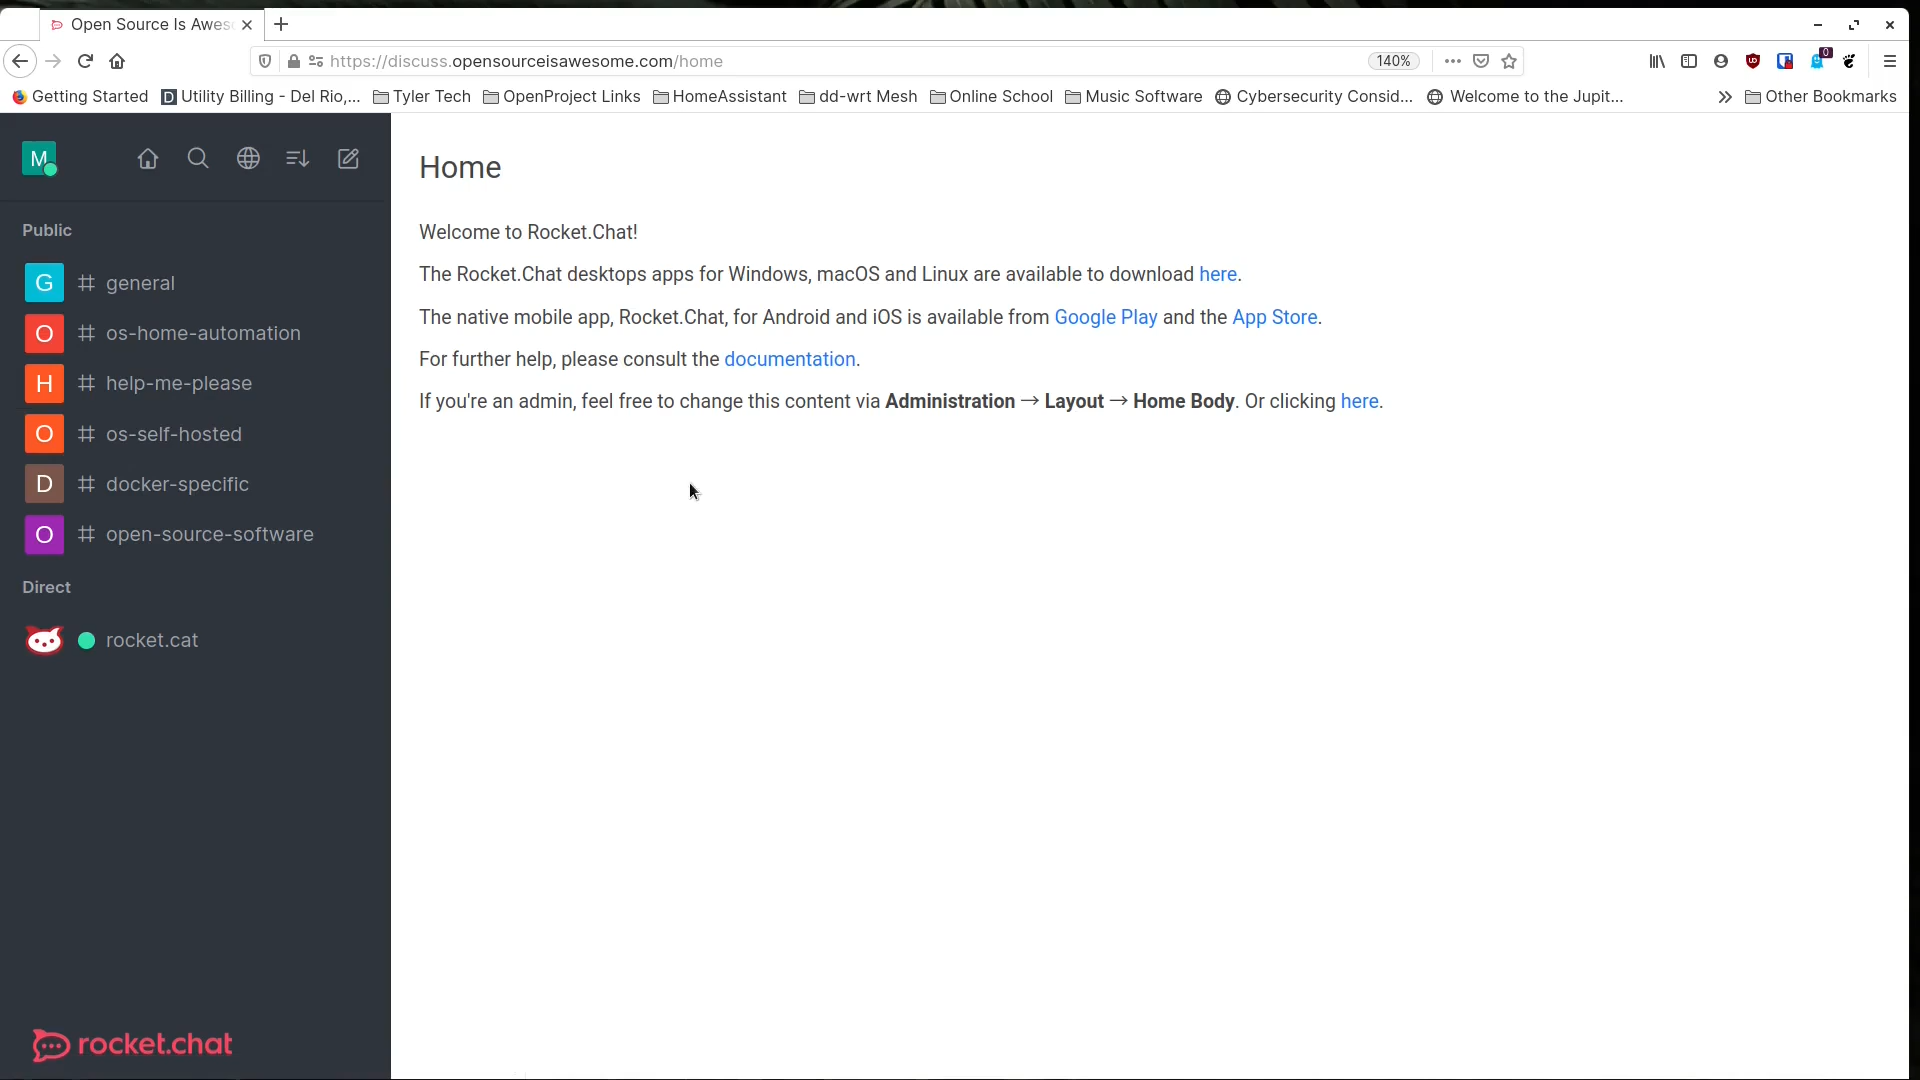 Open Source Is Awes
https://discuss.opensourceisawesome.com/home
140%
0
Getting Started
D
Utility Billing - Del Rio,...
Tyler Tech
OpenProject Links
HomeAssistant
dd-wrt Mesh
Online School
Music Software
Cybersecurity Consid...
Welcome to the Jupit...
Other Bookmarks
M
Public
G # general
O # os-home-automation
H # help-me-please
O # os-self-hosted
D # docker-specific
O # open-source-software
Direct
rocket.cat
rocket.chat
Home
Welcome to Rocket.Chat!
The Rocket.Chat desktops apps for Windows, macOS and Linux are available to download here.
The native mobile app, Rocket.Chat, for Android and iOS is available from Google Play and the App Store.
For further help, please consult the documentation.
If you're an admin, feel free to change this content via Administration → Layout → Home Body. Or clicking here.